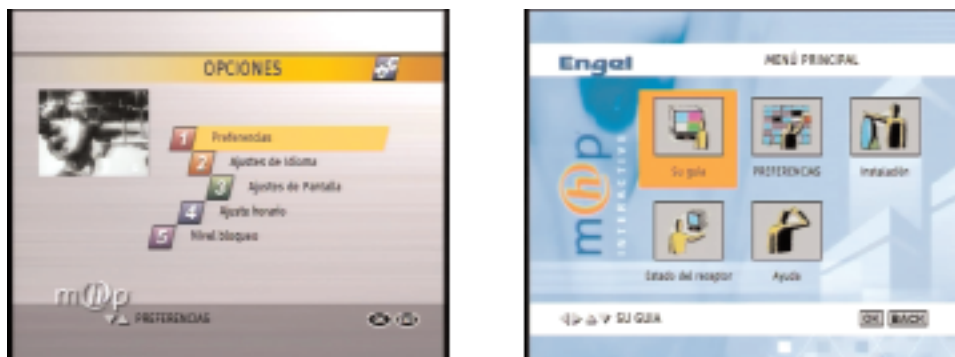 OPCIONES
1 Preferencias
2 Ajustes de Idioma
3 Ajustes de Pantalla
4 Ajuste horario
5 Nivel bloqueo
mhp
PREFERENCIAS
Engel MENÚ PRINCIPAL
mhp
INTERACTIVE
Su guía PREFERENCIAS Instalación
Estado del receptor Ayuda
SU GUIA OK BACK